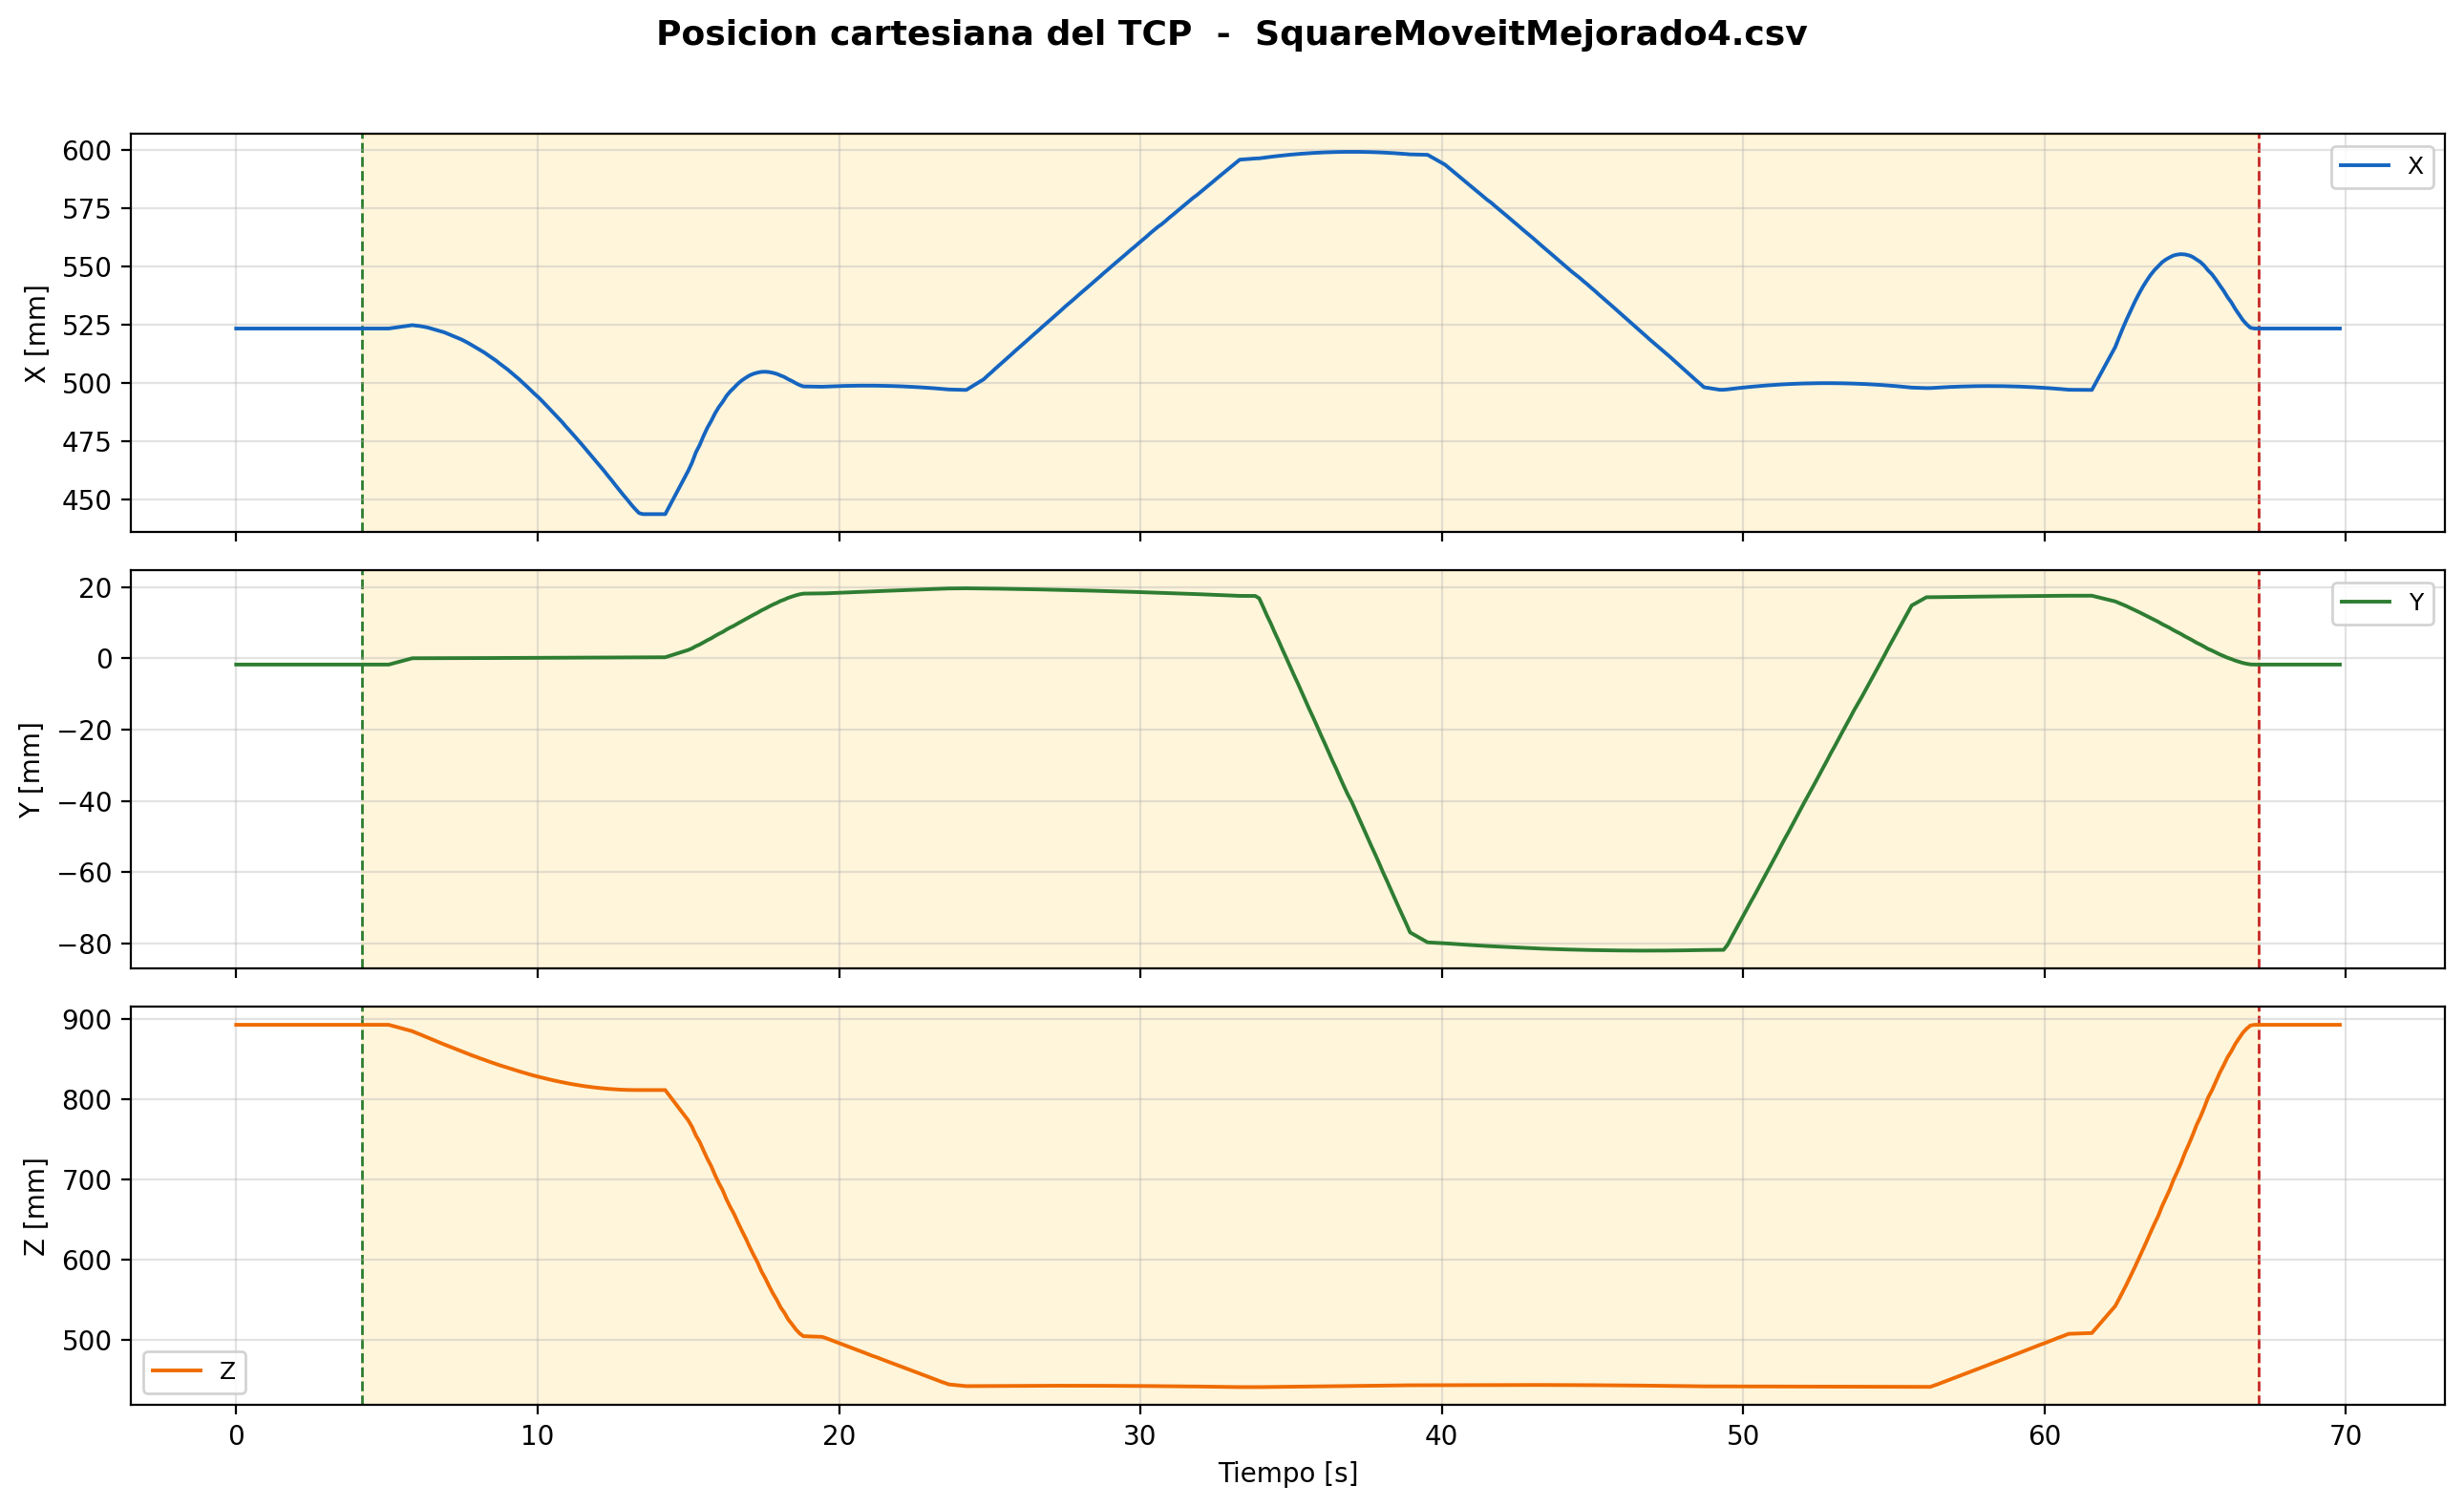 Posicion cartesiana del TCP - SquareMoveitMejorado4.csv
X [mm]
600
575
550
525
500
475
450
X
Y [mm]
20
0
−20
−40
−60
−80
Y
Z [mm]
900
800
700
600
500
Z
0 10 20 30 40 50 60 70
Tiempo [s]